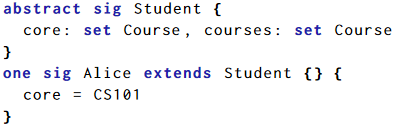 abstract sig Student {
  core: set Course, courses: set Course
}
one sig Alice extends Student {} {
  core = CS101
}